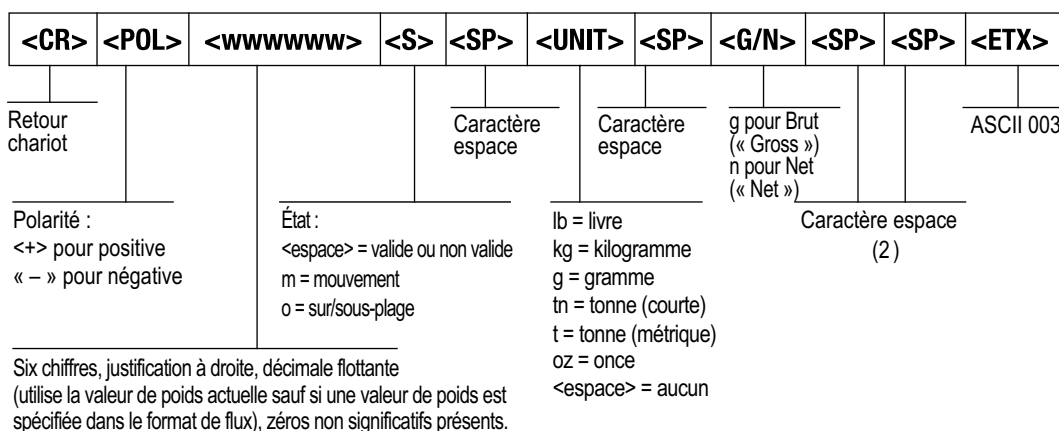 <CR> <POL> <wwwwww> <S> <SP> <UNIT> <SP> <G/N> <SP> <SP> <ETX>
Retour
chariot
Caractère
espace
Caractère
espace
g pour Brut
(« Gross »)
n pour Net
(« Net »)
ASCII 003
Polarité :
<+> pour positive
« – » pour négative
État :
<espace> = valide ou non valide
m = mouvement
o = sur/sous-plage
lb = livre
kg = kilogramme
g = gramme
tn = tonne (courte)
t = tonne (métrique)
oz = once
<espace> = aucun
Caractère espace
(2 )
Six chiffres, justification à droite, décimale flottante
(utilise la valeur de poids actuelle sauf si une valeur de poids est
spécifiée dans le format de flux), zéros non significatifs présents.